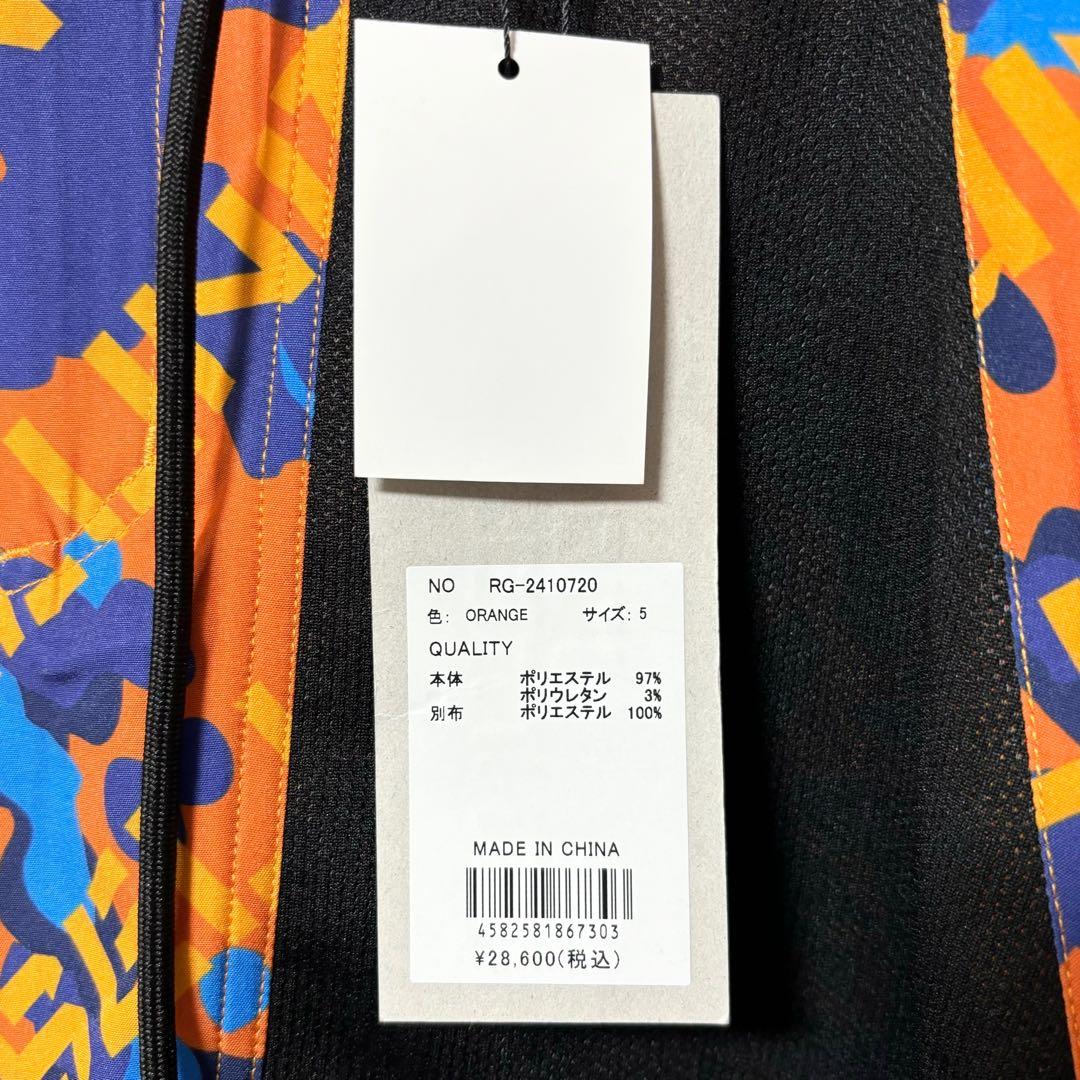 NO RG-2410720
色: ORANGE サイズ: 5
QUALITY
本体 ポリエステル 97%
ポリウレタン 3%
別布 ポリエステル 100%
MADE IN CHINA
4582581867303
¥28,600(税込)